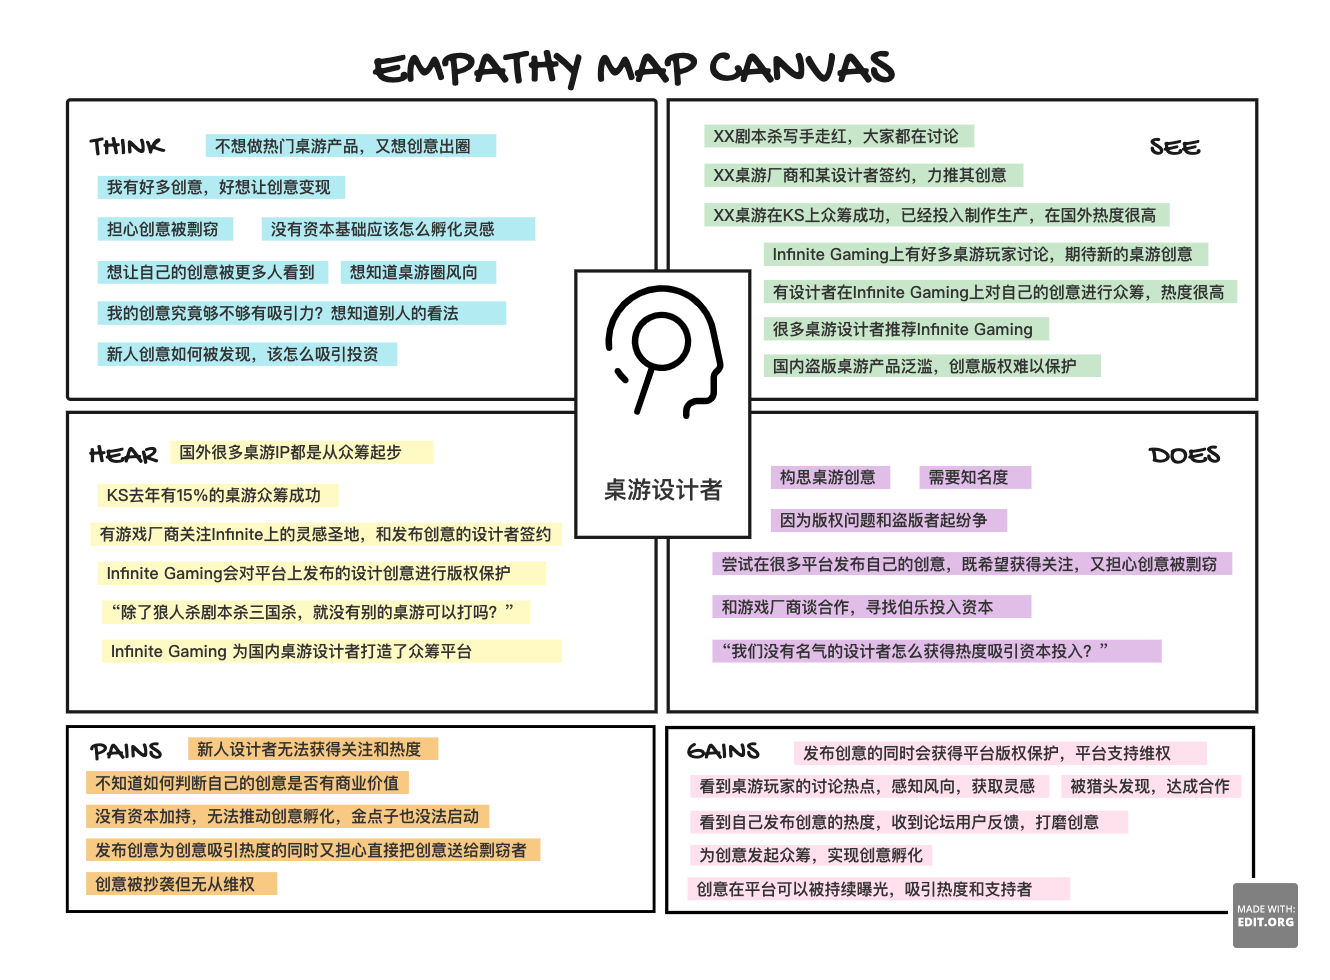 EMPATHY MAP CANVAS
THINK
不想做热门桌游产品，又想创意出圈
我有好多创意，好想让创意变现
担心创意被剽窃
没有资本基础应该怎么孵化灵感
想让自己的创意被更多人看到
想知道桌游圈风向
我的创意究竟够不够有吸引力？想知道别人的看法
新人创意如何被发现，该怎么吸引投资
SEE
XX剧本杀写手走红，大家都在讨论
XX桌游厂商和某设计者签约，力推其创意
XX桌游在KS上众筹成功，已经投入制作生产，在国外热度很高
Infinite Gaming上有好多桌游玩家讨论，期待新的桌游创意
有设计者在Infinite Gaming上对自己的创意进行众筹，热度很高
很多桌游设计者推荐Infinite Gaming
国内盗版桌游产品泛滥，创意版权难以保护
桌游设计者
HEAR
国外很多桌游IP都是从众筹起步
KS去年有15%的桌游众筹成功
有游戏厂商关注Infinite上的灵感圣地，和发布创意的设计者签约
Infinite Gaming会对平台上发布的设计创意进行版权保护
“除了狼人杀剧本杀三国杀，就没有别的桌游可以打吗？”
Infinite Gaming 为国内桌游设计者打造了众筹平台
DOES
构思桌游创意
需要知名度
因为版权问题和盗版者起纷争
尝试在很多平台发布自己的创意，既希望获得关注，又担心创意被剽窃
和游戏厂商谈合作，寻找伯乐投入资本
“我们没有名气的设计者怎么获得热度吸引资本投入？”
PAINS
新人设计者无法获得关注和热度
不知道如何判断自己的创意是否有商业价值
没有资本加持，无法推动创意孵化，金点子也没法启动
发布创意为创意吸引热度的同时又担心直接把创意送给剽窃者
创意被抄袭但无从维权
GAINS
发布创意的同时会获得平台版权保护，平台支持维权
看到桌游玩家的讨论热点，感知风向，获取灵感
被猎头发现，达成合作
看到自己发布创意的热度，收到论坛用户反馈，打磨创意
为创意发起众筹，实现创意孵化
创意在平台可以被持续曝光，吸引热度和支持者
MADE WITH:
EDIT.ORG